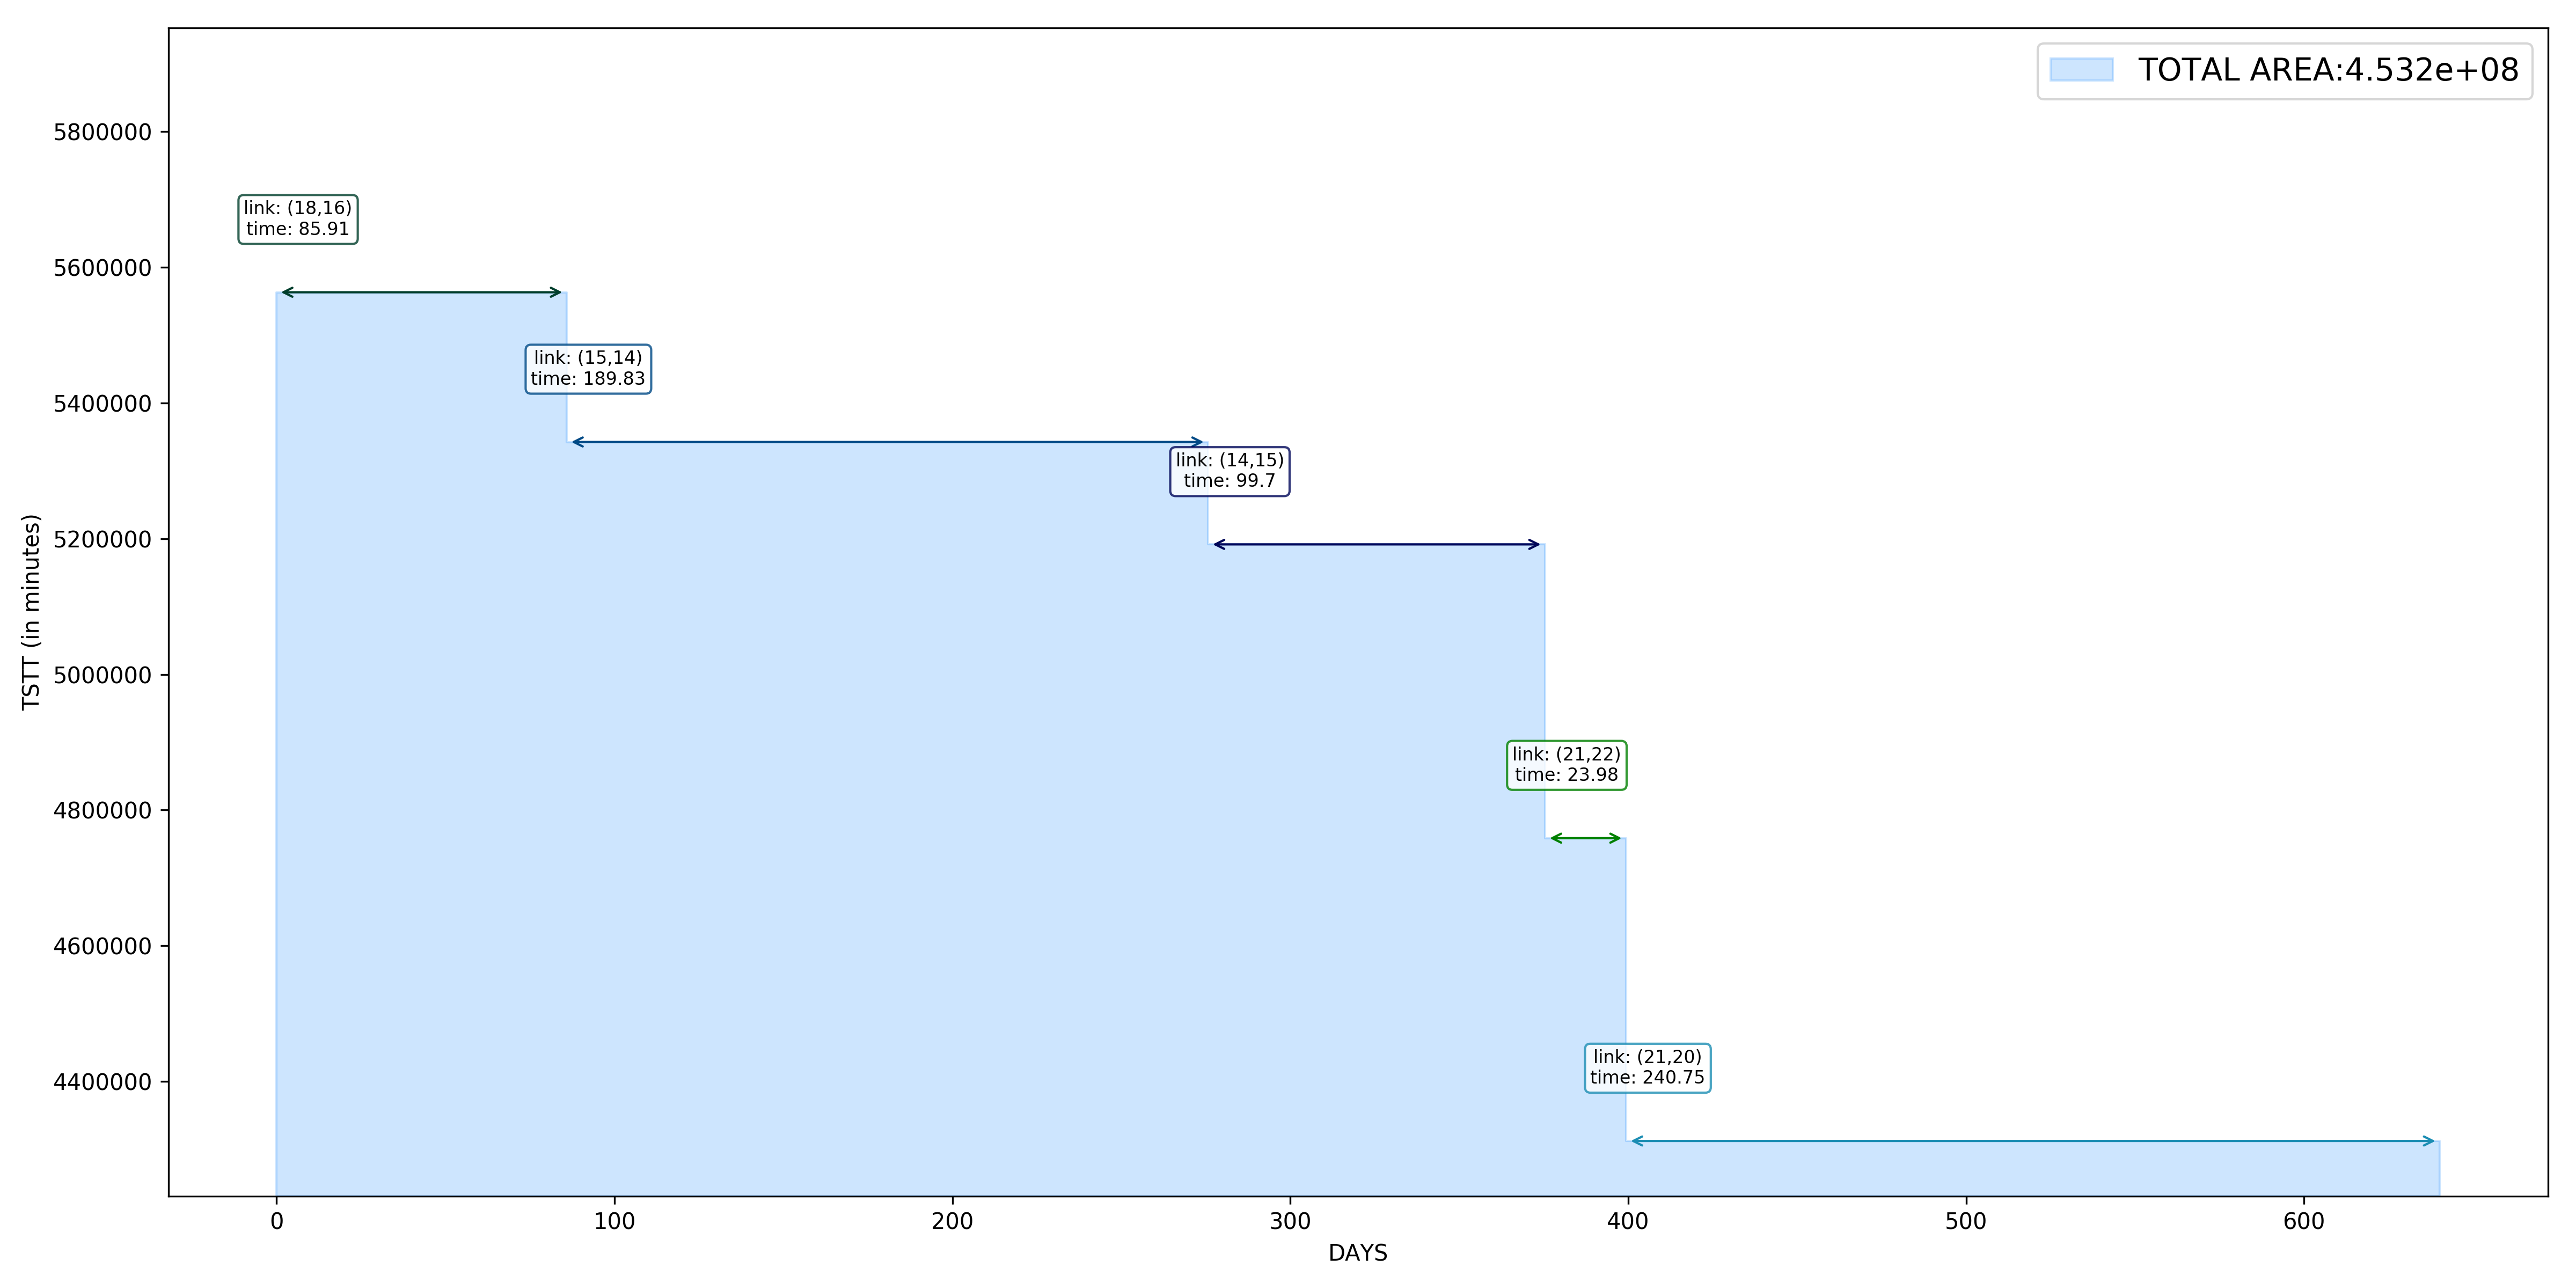 TOTAL AREA:4.532e+08
5800000
link: (18,16)
time: 85.91
5600000
link: (15,14)
time: 189.83
5400000
link: (14,15)
time: 99.7
5200000
TSTT (in minutes)
5000000
link: (21,22)
time: 23.98
4800000
4600000
link: (21,20)
time: 240.75
4400000
0 100 200 300 400 500 600
DAYS